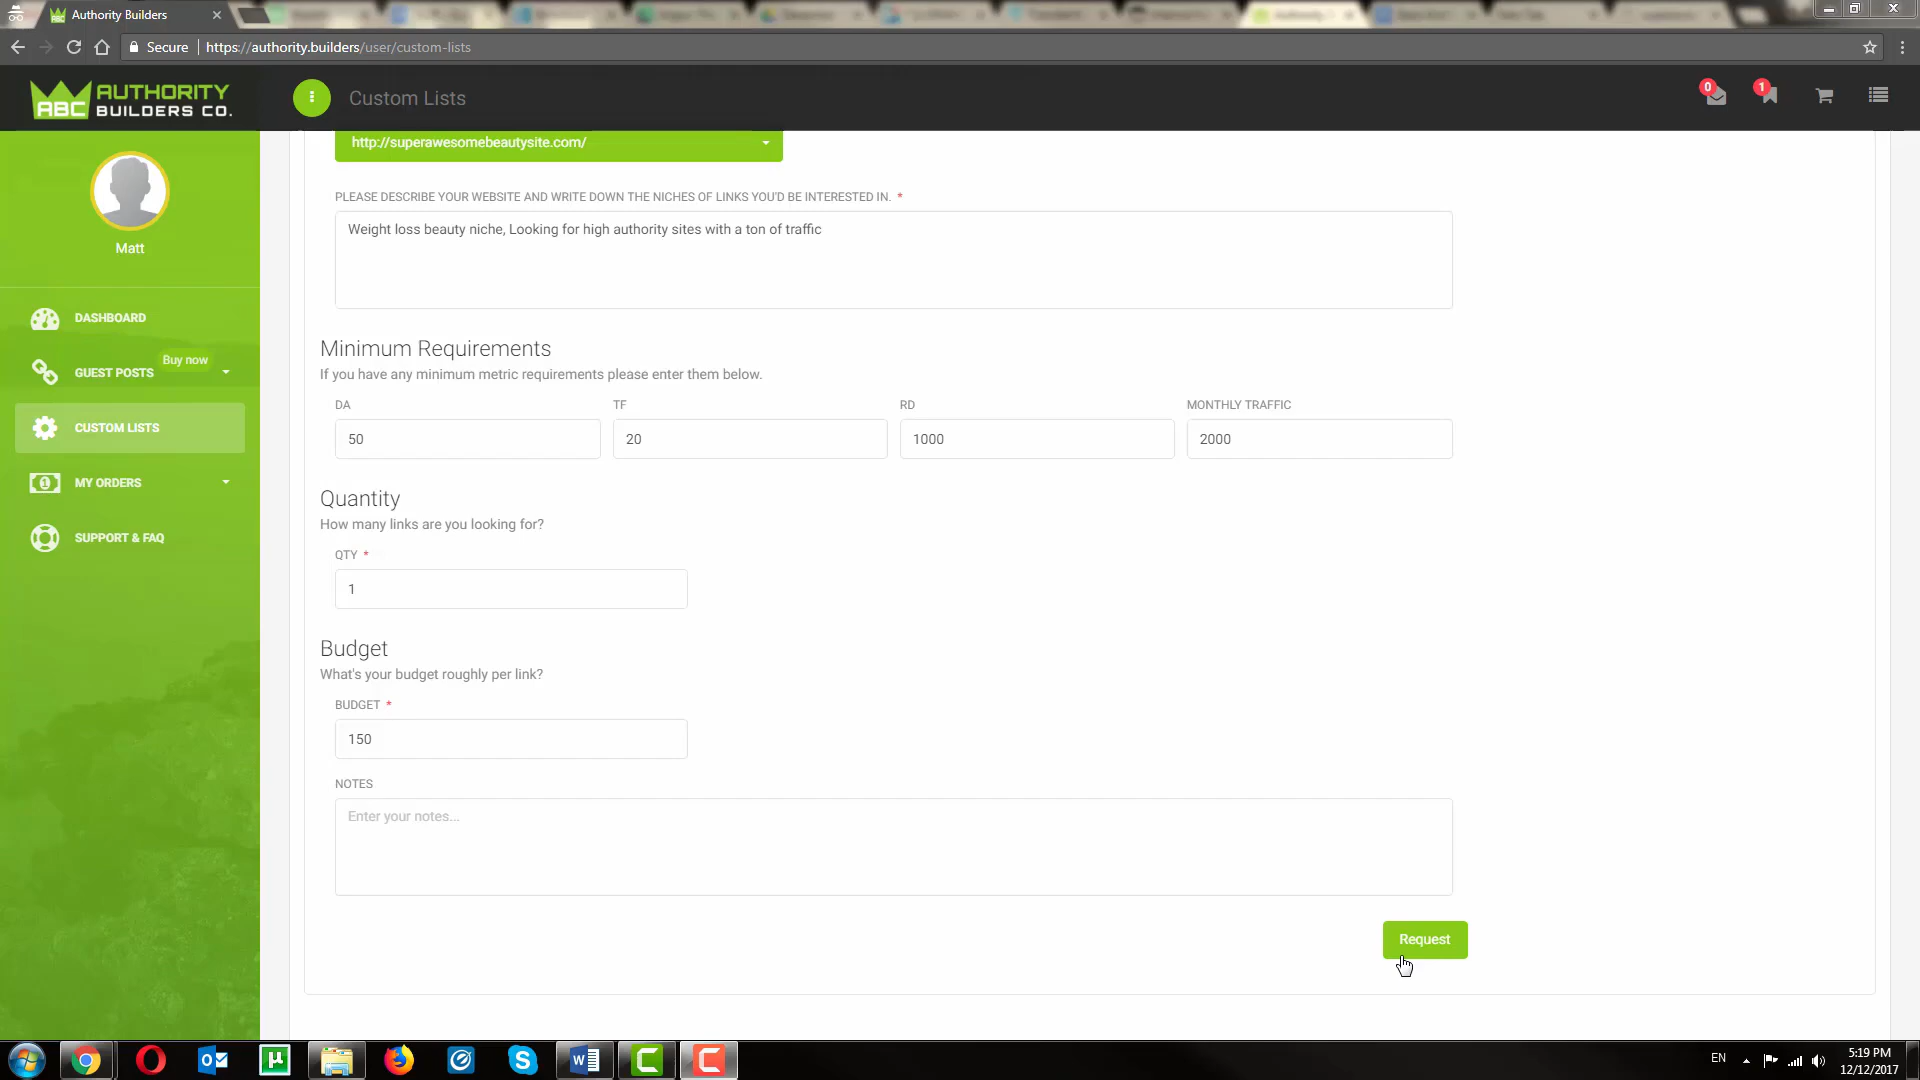 Authority Builders
Secure
https://authority.builders/user/custom-lists
ABC AUTHORITY
BUILDERS CO.
Custom Lists
0
1
Matt
DASHBOARD
GUEST POSTS
Buy now
CUSTOM LISTS
MY ORDERS
SUPPORT & FAQ
http://superawesomebeautysite.com/
PLEASE DESCRIBE YOUR WEBSITE AND WRITE DOWN THE NICHES OF LINKS YOU'D BE INTERESTED IN. *
Weight loss beauty niche, Looking for high authority sites with a ton of traffic
Minimum Requirements
If you have any minimum metric requirements please enter them below.
DA TF RD MONTHLY TRAFFIC
50 20 1000 2000
Quantity
How many links are you looking for?
QTY *
1
Budget
What's your budget roughly per link?
BUDGET *
150
NOTES
Enter your notes...
Request
EN
5:19 PM
12/12/2017